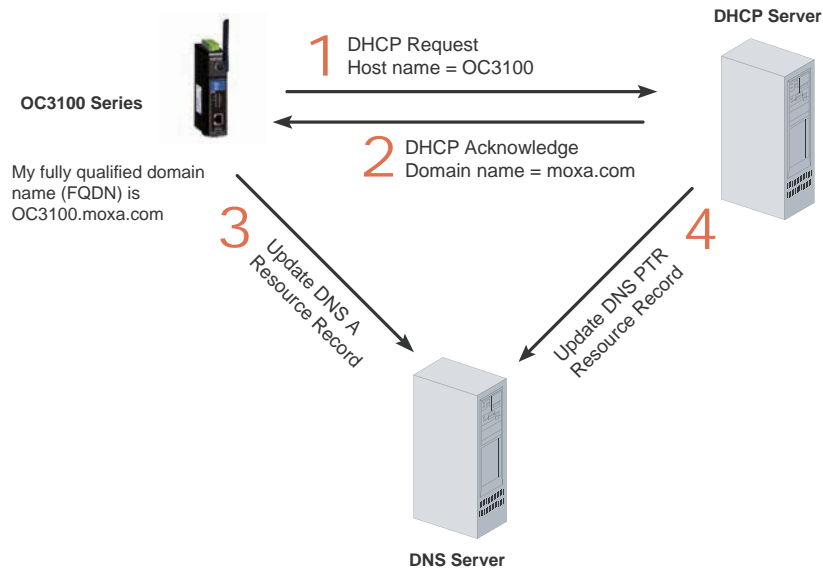 DHCP Server
1
DHCP Request
Host name = OC3100
OC3100 Series
2
DHCP Acknowledge
Domain name = moxa.com
My fully qualified domain
name (FQDN) is
OC3100.moxa.com
3
Update DNS A
Resource Record
4
Update DNS PTR
Resource Record
DNS Server